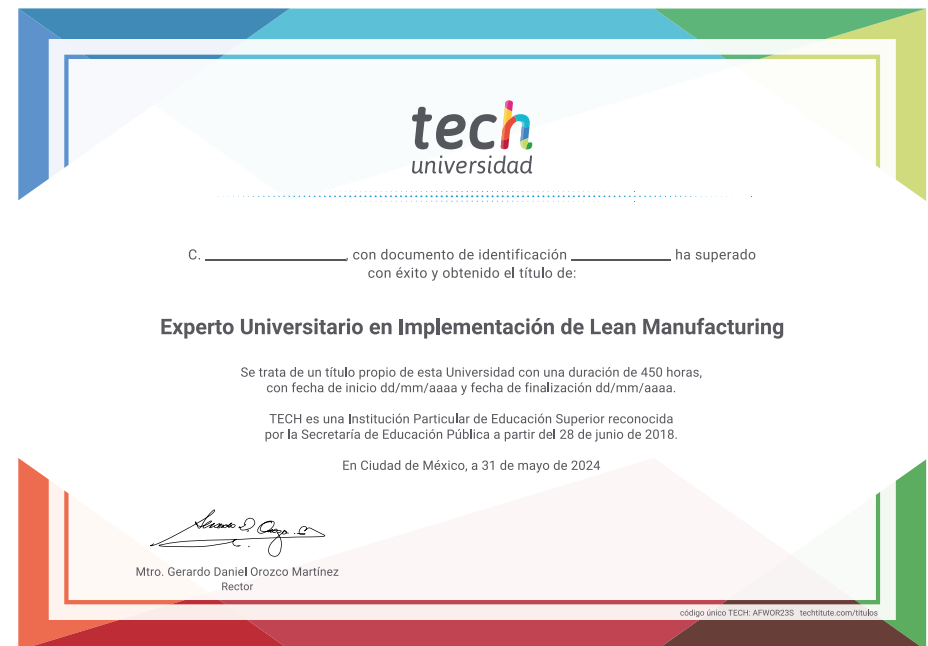 tech
universidad
C. ____________, con documento de identificación ____________ ha superado
con éxito y obtenido el título de:
Experto Universitario en Implementación de Lean Manufacturing
Se trata de un título propio de esta Universidad con una duración de 450 horas,
con fecha de inicio dd/mm/aaaa y fecha de finalización dd/mm/aaaa.
TECH es una Institución Particular de Educación Superior reconocida
por la Secretaría de Educación Pública a partir del 28 de junio de 2018.
En Ciudad de México, a 31 de mayo de 2024
Mtro. Gerardo Daniel Orozco Martínez
Rector
código único TECH: AFWOR23S techtitute.com/titulos